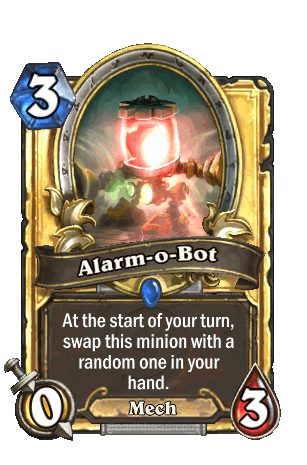 3
Alarm-o-Bot
At the start of your turn,
swap this minion with a
random one in your
hand.
0
Mech
3